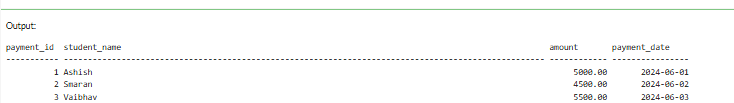 Output:
payment_id student_name amount payment_date
----------- ---------------------------------------------------------------------------------------------------- ----------- ----------------
1 Ashish 5000.00 2024-06-01
2 Smaran 4500.00 2024-06-02
3 Vaibhav 5500.00 2024-06-03